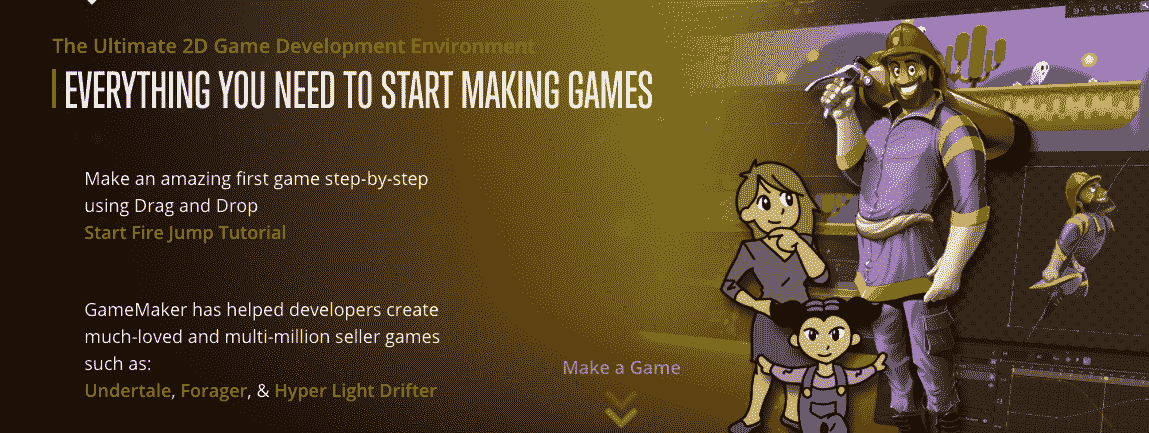 The Ultimate 2D Game Development Environment
EVERYTHING YOU NEED TO START MAKING GAMES
Make an amazing first game step-by-step
using Drag and Drop
Start Fire Jump Tutorial
GameMaker has helped developers create
much-loved and multi-million seller games
such as:
Undertale, Forager, & Hyper Light Drifter
Make a Game